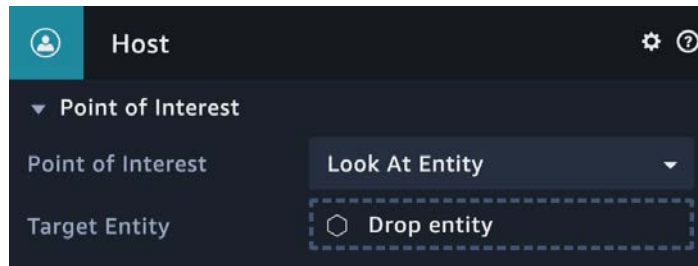 Host
Point of Interest
Point of Interest Look At Entity
Target Entity Drop entity